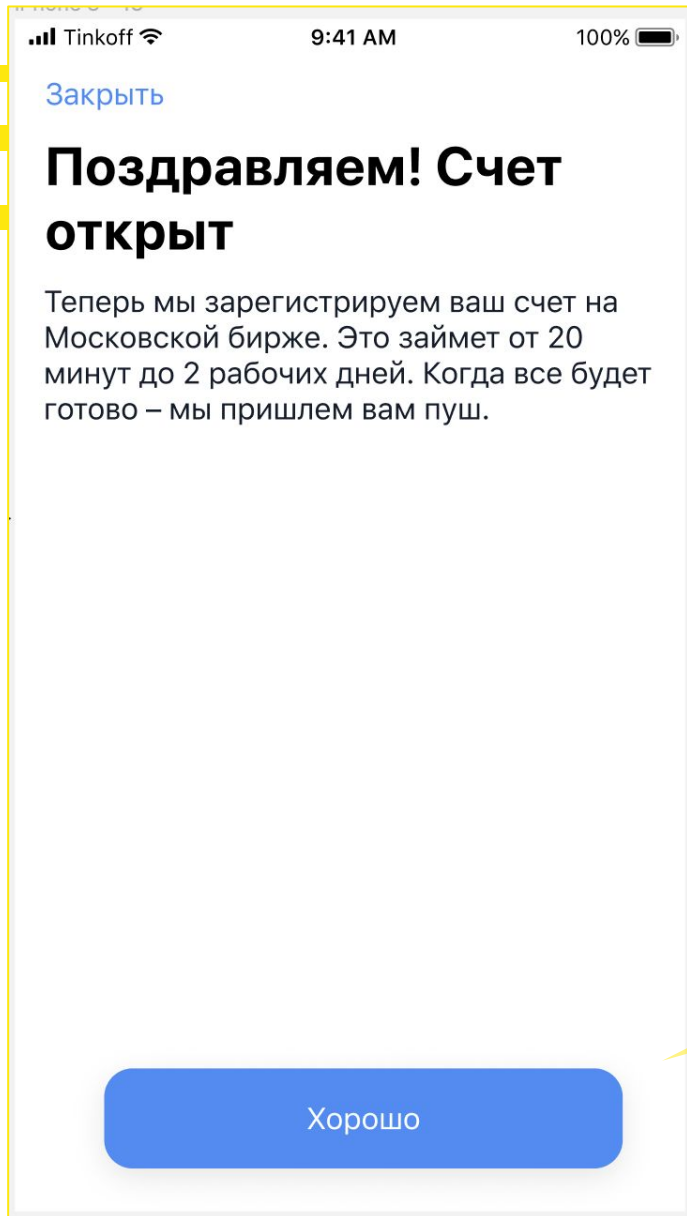 Tinkoff 9:41 AM 100%
Закрыть
Поздравляем! Счет
открыт
Теперь мы зарегистрируем ваш счет на
Московской бирже. Это займет от 20
минут до 2 рабочих дней. Когда все будет
готово – мы пришлем вам пуш.
Хорошо